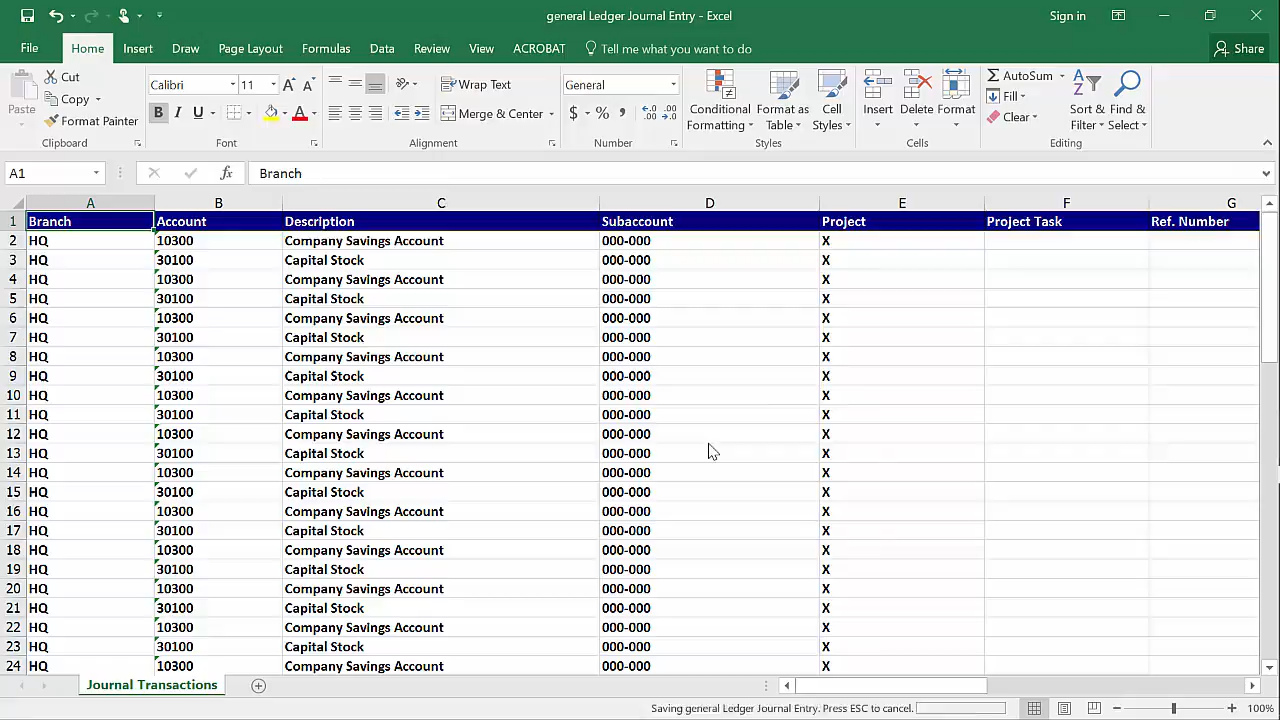 general Ledger Journal Entry - Excel
Sign in
File Home Insert Draw Page Layout Formulas Data Review View ACROBAT Tell me what you want to do Share
Paste
Cut
Copy
Format Painter
Clipboard
Calibri 11
B I U
Font
Wrap Text
Merge & Center
Alignment
General
$ % ,
Number
Conditional Formatting
Format as Table
Cell Styles
Styles
Insert
Delete
Format
Cells
AutoSum
Fill
Clear
Sort & Filter
Find & Select
Editing
A1 fx Branch
A B C D E F G
1 Branch Account Description Subaccount Project Project Task Ref. Number
2 HQ 10300 Company Savings Account 000-000 X
3 HQ 30100 Capital Stock 000-000 X
4 HQ 10300 Company Savings Account 000-000 X
5 HQ 30100 Capital Stock 000-000 X
6 HQ 10300 Company Savings Account 000-000 X
7 HQ 30100 Capital Stock 000-000 X
8 HQ 10300 Company Savings Account 000-000 X
9 HQ 30100 Capital Stock 000-000 X
10 HQ 10300 Company Savings Account 000-000 X
11 HQ 30100 Capital Stock 000-000 X
12 HQ 10300 Company Savings Account 000-000 X
13 HQ 30100 Capital Stock 000-000 X
14 HQ 10300 Company Savings Account 000-000 X
15 HQ 30100 Capital Stock 000-000 X
16 HQ 10300 Company Savings Account 000-000 X
17 HQ 30100 Capital Stock 000-000 X
18 HQ 10300 Company Savings Account 000-000 X
19 HQ 30100 Capital Stock 000-000 X
20 HQ 10300 Company Savings Account 000-000 X
21 HQ 30100 Capital Stock 000-000 X
22 HQ 10300 Company Savings Account 000-000 X
23 HQ 30100 Capital Stock 000-000 X
24 HQ 10300 Company Savings Account 000-000 X
Journal Transactions
Saving general Ledger Journal Entry. Press ESC to cancel. 100%